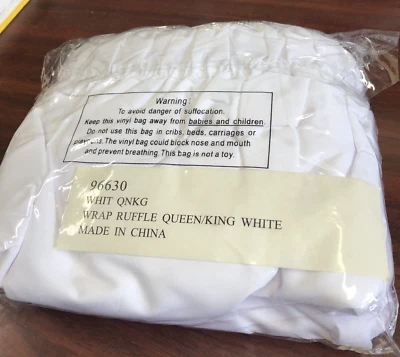 Warning!
To avoid danger of suffocation.
Keep this vinyl bag away from babies and children.
Do not use this bag in cribs, beds, carriages or
playpens. The vinyl bag could block nose and mouth
and prevent breathing. This bag is not a toy.
96630
WHIT QNKG
WRAP RUFFLE QUEEN/KING WHITE
MADE IN CHINA